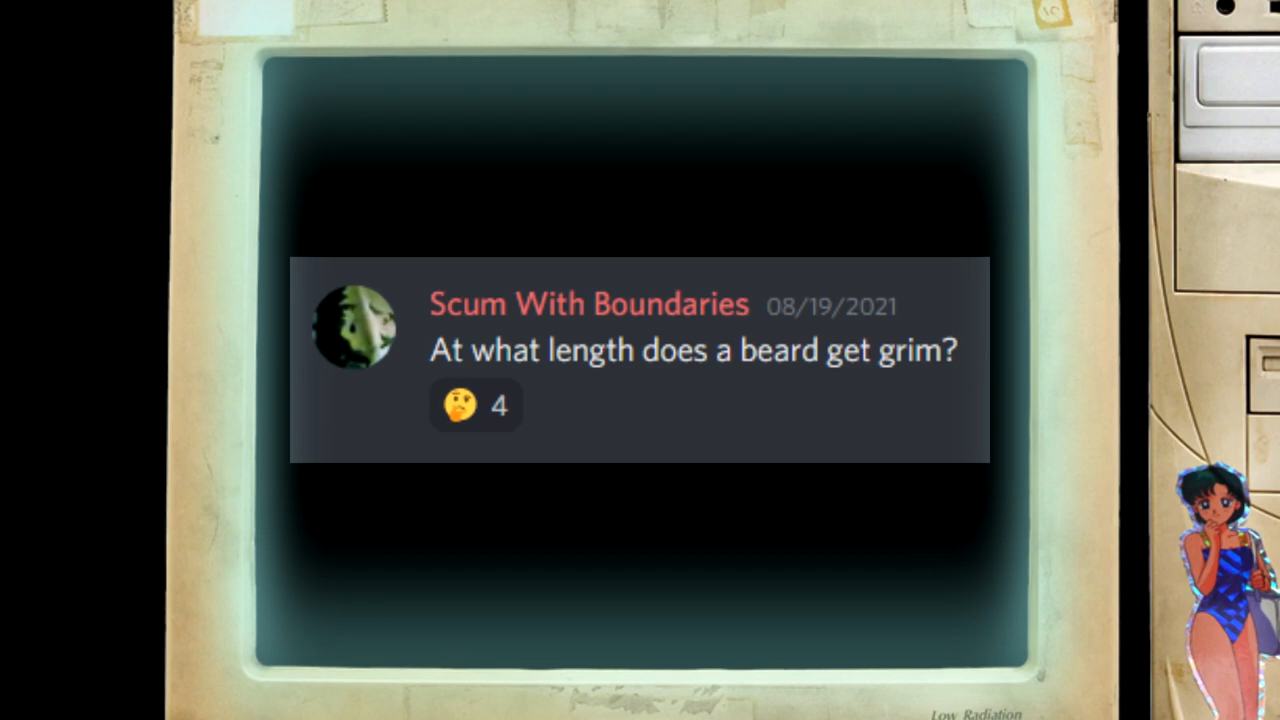 Scum With Boundaries 08/19/2021
At what length does a beard get grim?
🤔 4
Low Radiation